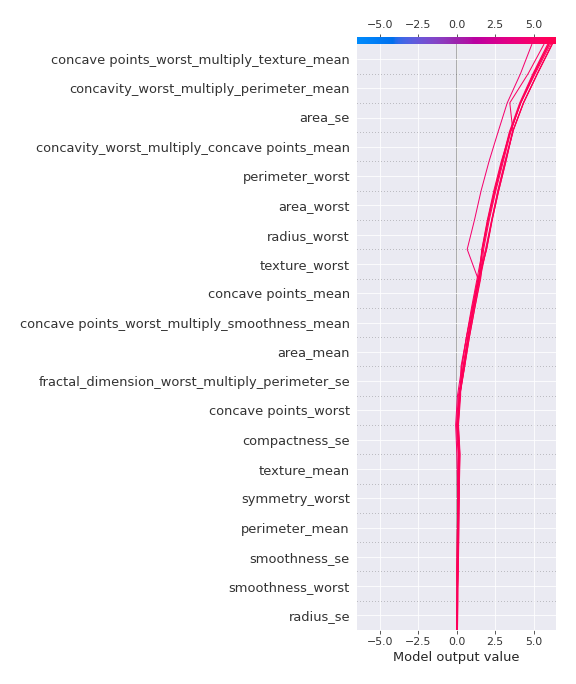 −5.0 −2.5 0.0 2.5 5.0
concave points_worst_multiply_texture_mean
concavity_worst_multiply_perimeter_mean
area_se
concavity_worst_multiply_concave points_mean
perimeter_worst
area_worst
radius_worst
texture_worst
concave points_mean
concave points_worst_multiply_smoothness_mean
area_mean
fractal_dimension_worst_multiply_perimeter_se
concave points_worst
compactness_se
texture_mean
symmetry_worst
perimeter_mean
smoothness_se
smoothness_worst
radius_se
−5.0 −2.5 0.0 2.5 5.0
Model output value